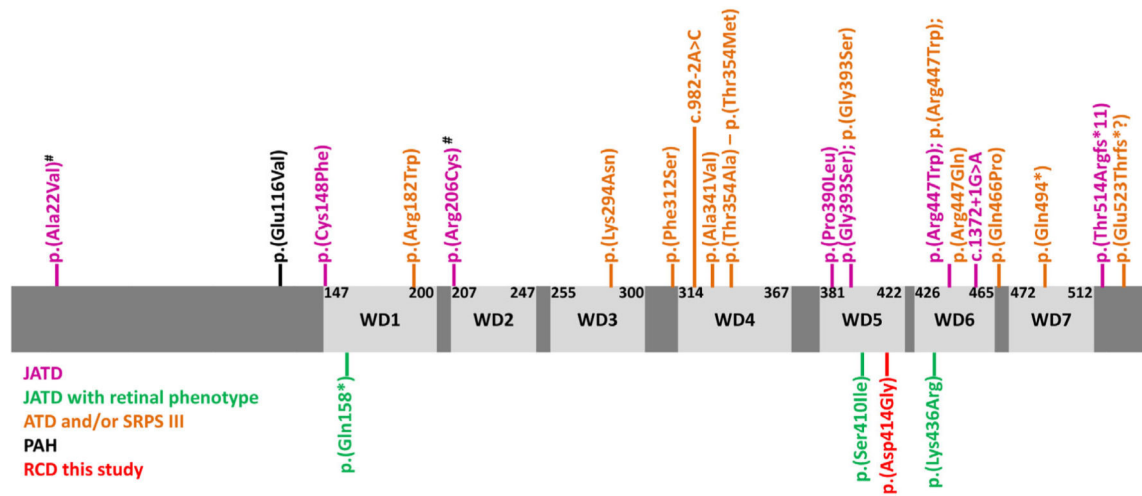 p.(Ala22Val)#
p.(Glu116Val)
p.(Cys148Phe)
p.(Arg182Trp)
p.(Arg206Cys)#
p.(Lys294Asn)
p.(Phe312Ser)
c.982-2A>C
p.(Ala341Val)
p.(Thr354Ala) – p.(Thr354Met)
p.(Pro390Leu)
p.(Gly393Ser); p.(Gly393Ser)
p.(Arg447Trp); p.(Arg447Trp);
p.(Arg447Gln)
c.1372+1G>A
p.(Gln466Pro)
p.(Gln494*)
p.(Thr514Argfs*11)
p.(Glu523Thrfs*?)
147 200 207 247 255 300 314 367 381 422 426 465 472 512
WD1 WD2 WD3 WD4 WD5 WD6 WD7
p.(Gln158*)
p.(Ser410Ile)
p.(Asp414Gly)
p.(Lys436Arg)
JATD
JATD with retinal phenotype
ATD and/or SRPS III
PAH
RCD this study